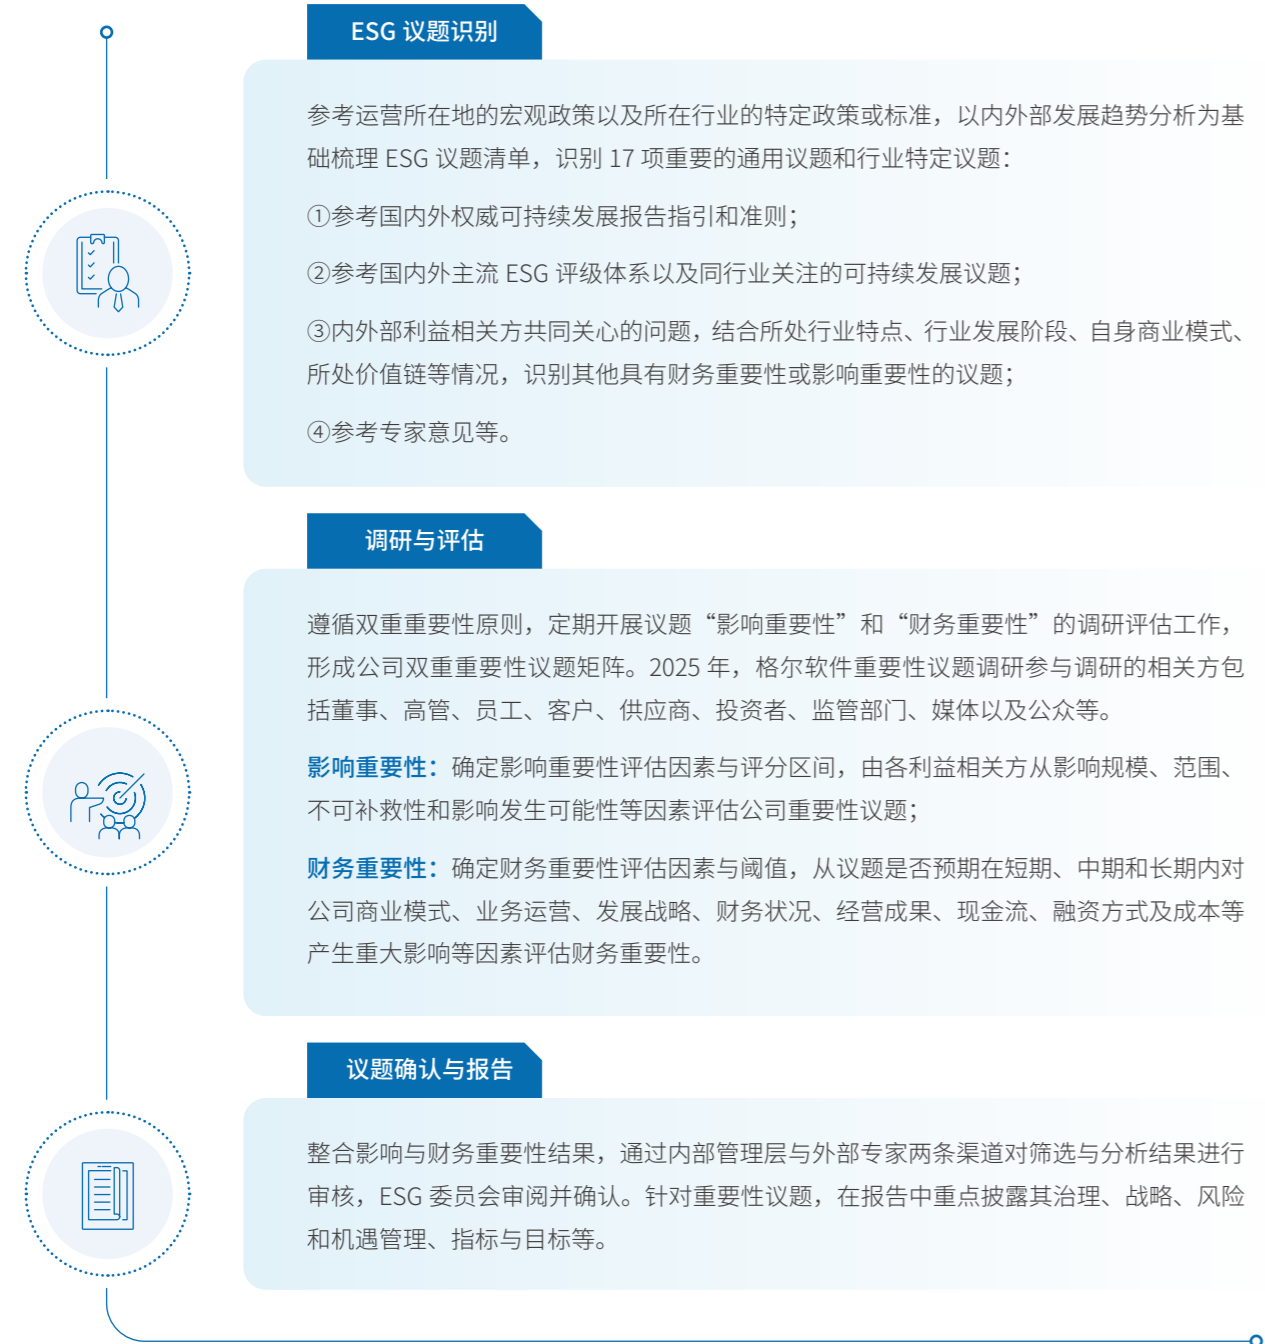 ESG 议题识别
参考运营所在地的宏观政策以及所在行业的特定政策或标准，以内外部发展趋势分析为基
础梳理 ESG 议题清单，识别 17 项重要的通用议题和行业特定议题：
①参考国内外权威可持续发展报告指引和准则；
②参考国内外主流 ESG 评级体系以及同行业关注的可持续发展议题；
③内外部利益相关方共同关心的问题，结合所处行业特点、行业发展阶段、自身商业模式、
所处价值链等情况，识别其他具有财务重要性或影响重要性的议题；
④参考专家意见等。
调研与评估
遵循双重重要性原则，定期开展议题“影响重要性”和“财务重要性”的调研评估工作，
形成公司双重重要性议题矩阵。2025 年，格尔软件重要性议题调研参与调研的相关方包
括董事、高管、员工、客户、供应商、投资者、监管部门、媒体以及公众等。
影响重要性：确定影响重要性评估因素与评分区间，由各利益相关方从影响规模、范围、
不可补救性和影响发生可能性等因素评估公司重要性议题；
财务重要性：确定财务重要性评估因素与阈值，从议题是否预期在短期、中期和长期内对
公司商业模式、业务运营、发展战略、财务状况、经营成果、现金流、融资方式及成本等
产生重大影响等因素评估财务重要性。
议题确认与报告
整合影响与财务重要性结果，通过内部管理层与外部专家两条渠道对筛选与分析结果进行
审核，ESG 委员会审阅并确认。针对重要性议题，在报告中重点披露其治理、战略、风险
和机遇管理、指标与目标等。